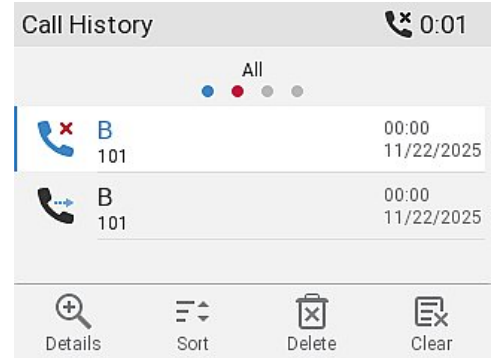 Call History 0:01
All
B 00:00
101 11/22/2025
B 00:00
101 11/22/2025
Details Sort Delete Clear